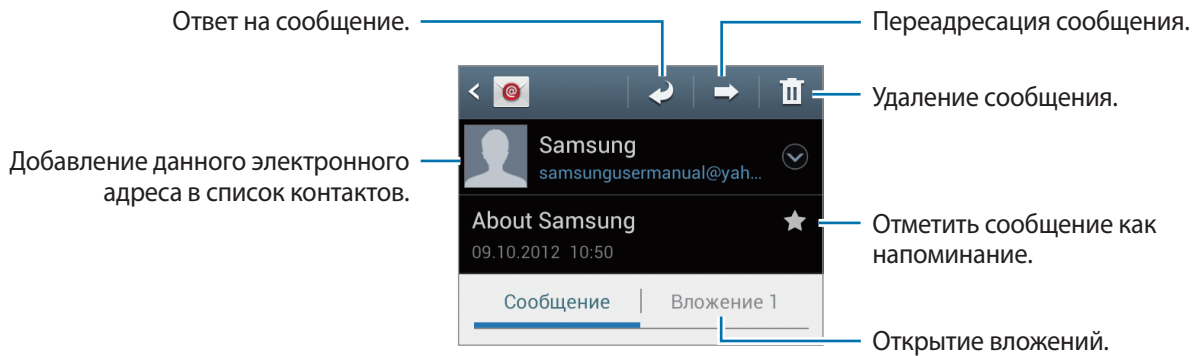 Ответ на сообщение.
Переадресация сообщения.
Удаление сообщения.
Добавление данного электронного
адреса в список контактов.
Samsung
samsungusermanual@yah...
About Samsung
09.10.2012 10:50
Отметить сообщение как
напоминание.
Сообщение
Вложение 1
Открытие вложений.